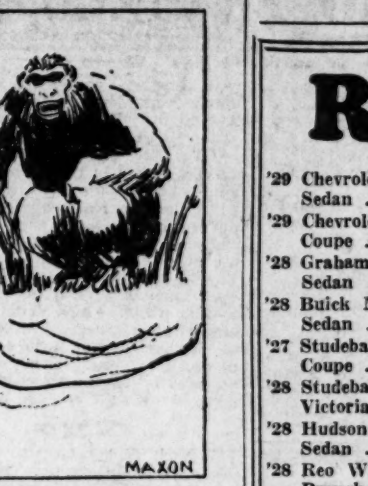 MAXON
R
'29 Chevrol
Sedan .
'29 Chevrol
Coupe .
'28 Graham
Sedan
'28 Buick
Sedan .
'27 Studeba
Coupe .
'28 Studeba
Victoria
'28 Hudson
Sedan .
'28 Reo W